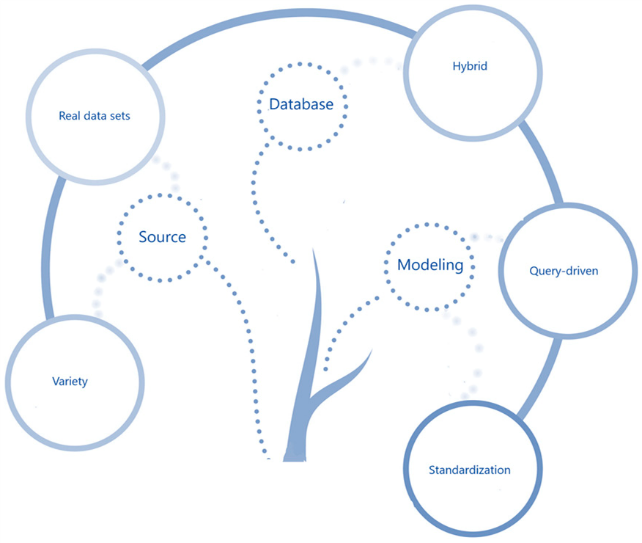 Hybrid
Real data sets
Database
Source
Modeling
Query-driven
Variety
Standardization